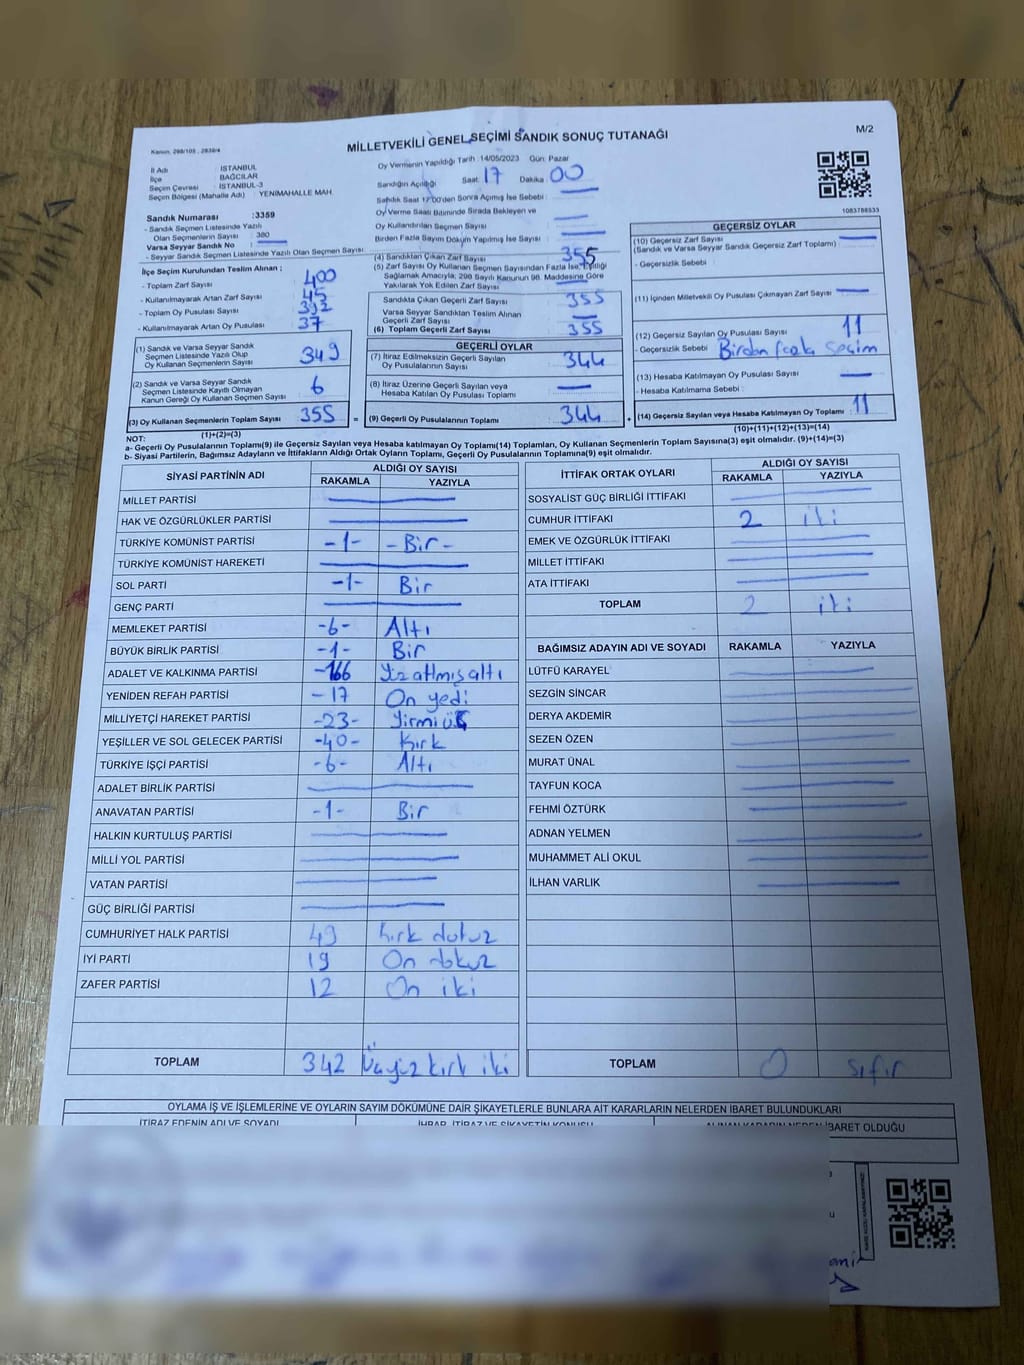 M/2
MİLLETVEKİLİ GENEL SEÇİMİ SANDIK SONUÇ TUTANAĞI
Kanun, 298/105 , 2839/4
İl Adı : İSTANBUL
İlçe : BAĞCILAR
Seçim Çevresi : İSTANBUL-3
Seçim Bölgesi (Mahalle Adı) : YENİMAHALLE MAH.
Sandık Numarası :3359
- Sandık Seçmen Listesinde Yazılı
Olan Seçmenlerin Sayısı : 380
Varsa Seyyar Sandık No :
- Seyyar Sandık Seçmen Listesinde Yazılı Olan Seçmen Sayısı :
İlçe Seçim Kurulundan Teslim Alınan ;
- Toplam Zarf Sayısı : 400
- Kullanılmayarak Artan Zarf Sayısı : 45
- Toplam Oy Pusulası : 392
- Kullanılmayarak Artan Oy Pusulası : 37
(1) Sandık ve Varsa Seyyar Sandık
Seçmen Listesinde Yazılı Olup
Oy Kullanan Seçmenlerin Sayısı 349
(2) Sandık ve Varsa Seyyar Sandık
Seçmen Listesinde Kayıtlı Olmayan
Kanun Gereği Oy Kullanan Seçmen Sayısı 6
(3) Oy Kullanan Seçmenlerin Toplam Sayısı 355
(1)+(2)=(3)
Oy Vermenin Yapıldığı Tarih :14/05/2023 Gün: Pazar
Sandığın Açıldığı Saat 17 Dakika 00
Sandık Saat 17:00'den Sonra Açılmış İse Sebebi :
Oy Verme Saati Bitiminde Sırada Bekleyen ve
Oy Kullandırılan Seçmen Sayısı :
Birden Fazla Sayım Döküm Yapılmış İse Sayısı :
(4) Sandıktan Çıkan Zarf Sayısı 355
(5) Zarf Sayısı Oy Kullanan Seçmen Sayısından Fazla İse, Eşitliği
Sağlamak Amacıyla, 298 Sayılı Kanunun 98. Maddesine Göre
Yakılarak Yok Edilen Zarf Sayısı :
Sandıkta Çıkan Geçerli Zarf Sayısı 355
Varsa Seyyar Sandıktan Teslim Alınan
Geçerli Zarf Sayısı
(6) Toplam Geçerli Zarf Sayısı 355
GEÇERLİ OYLAR
(7) İtiraz Edilmeksizin Geçerli Sayılan
Oy Pusulalarının Sayısı 344
(8) İtiraz Üzerine Geçerli Sayılan veya
Hesaba Katılan Oy Pusulaları Toplamı
= (9) Geçerli Oy Pusulalarının Toplamı 344 +
1083788533
GEÇERSİZ OYLAR
(10) Geçersiz Zarf Sayısı
(Sandık ve Varsa Seyyar Sandık Geçersiz Zarf Toplamı)
- Geçersizlik Sebebi :
(11) İçinden Milletvekili Oy Pusulası Çıkmayan Zarf Sayısı
(12) Geçersiz Sayılan Oy Pusulası Sayısı 11
- Geçersizlik Sebebi : Birden fazla seçim
(13) Hesaba Katılmayan Oy Pusulası Sayısı
- Hesaba Katılmama Sebebi :
(14) Geçersiz Sayılan veya Hesaba Katılmayan Oy Toplamı 11
(10)+(11)+(12)+(13)=(14)
NOT:
a- Geçerli Oy Pusulalarının Toplamı(9) ile Geçersiz Sayılan veya Hesaba katılmayan Oy Toplamı(14) Toplamları, Oy Kullanan Seçmenlerin Toplam Sayısına(3) eşit olmalıdır. (9)+(14)=(3)
b- Siyasi Partilerin, Bağımsız Adayların ve İttifakların Aldığı Ortak Oyların Toplamı, Geçerli Oy Pusulalarının Toplamına(9) eşit olmalıdır.
SİYASİ PARTİNİN ADI ALDIĞI OY SAYISI
RAKAMLA YAZIYLA
MİLLET PARTİSİ
HAK VE ÖZGÜRLÜKLER PARTİSİ
TÜRKİYE KOMÜNİST PARTİSİ -1- -Bir-
TÜRKİYE KOMÜNİST HAREKETİ
SOL PARTİ -1- Bir
GENÇ PARTİ
MEMLEKET PARTİSİ -6- Altı
BÜYÜK BİRLİK PARTİSİ -1- Bir
ADALET VE KALKINMA PARTİSİ -166 Yüzatmışaltı
YENİDEN REFAH PARTİSİ -17 On yedi
MİLLİYETÇİ HAREKET PARTİSİ -23- Yirmiüç
YEŞİLLER VE SOL GELECEK PARTİSİ -40- Kırk
TÜRKİYE İŞÇİ PARTİSİ -6- Altı
ADALET BİRLİK PARTİSİ
ANAVATAN PARTİSİ -1- Bir
HALKIN KURTULUŞ PARTİSİ
MİLLİ YOL PARTİSİ
VATAN PARTİSİ
GÜÇ BİRLİĞİ PARTİSİ
CUMHURİYET HALK PARTİSİ 49 Kırk dokuz
İYİ PARTİ 19 On dokuz
ZAFER PARTİSİ 12 On iki
TOPLAM 342 Üçyüz kırk iki
İTTİFAK ORTAK OYLARI ALDIĞI OY SAYISI
RAKAMLA YAZIYLA
SOSYALİST GÜÇ BİRLİĞİ İTTİFAKI
CUMHUR İTTİFAKI 2 iki
EMEK VE ÖZGÜRLÜK İTTİFAKI
MİLLET İTTİFAKI
ATA İTTİFAKI
TOPLAM 2 iki
BAĞIMSIZ ADAYIN ADI VE SOYADI RAKAMLA YAZIYLA
LÜTFÜ KARAYEL
SEZGİN SİNCAR
DERYA AKDEMİR
SEZEN ÖZEN
MURAT ÜNAL
TAYFUN KOCA
FEHMİ ÖZTÜRK
ADNAN YELMEN
MUHAMMET ALİ OKUL
İLHAN VARLIK
TOPLAM 0 sıfır
OYLAMA İŞ VE İŞLEMLERİNE VE OYLARIN SAYIM DÖKÜMÜNE DAİR ŞİKAYETLERLE BUNLARA AİT KARARLARIN NELERDEN İBARET BULUNDUKLARI
İTİRAZ EDENİN ADI VE SOYADI İHBAR, İTİRAZ VE ŞİKAYETİN KONUSU ALINAN KARARIN NEDEN İBARET OLDUĞU